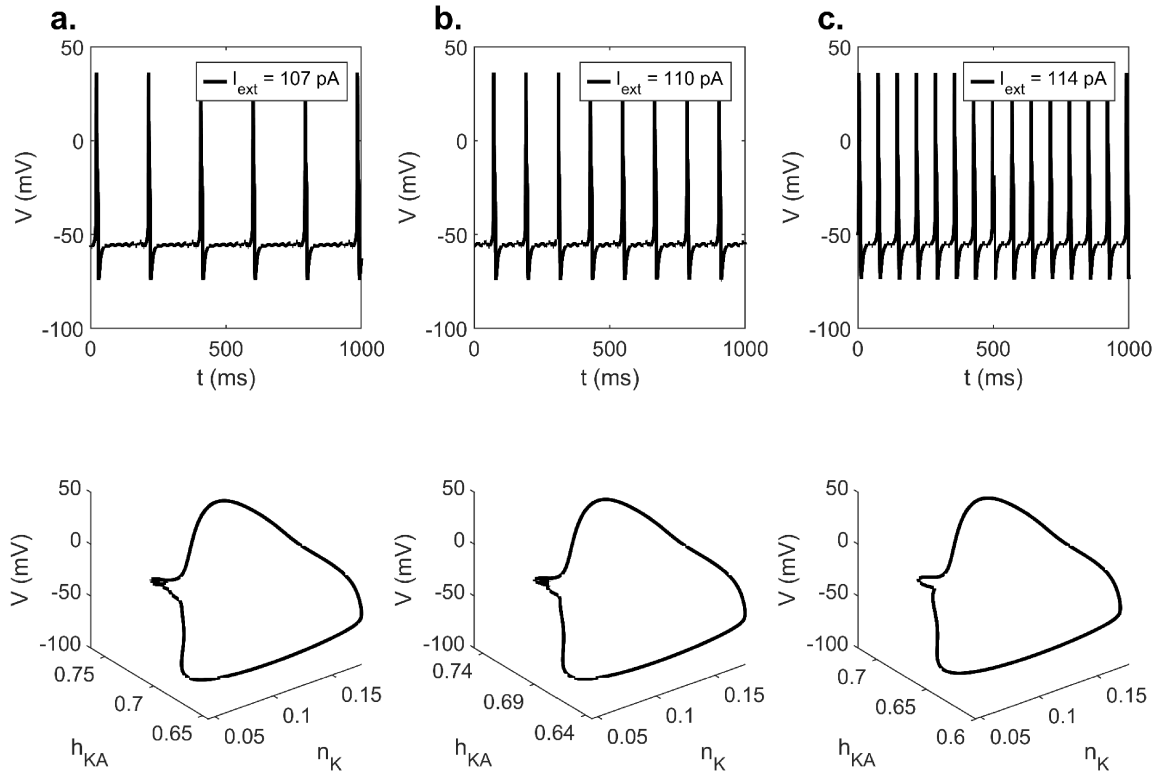 a.
50
0
-50
-100
V (mV)
I_ext = 107 pA
0
500
1000
t (ms)
b.
50
0
-50
-100
V (mV)
I_ext = 110 pA
0
500
1000
t (ms)
c.
50
0
-50
-100
V (mV)
I_ext = 114 pA
0
500
1000
t (ms)
50
0
-50
-100
V (mV)
0.75
0.7
0.65
h_KA
0.05
0.1
0.15
n_K
50
0
-50
-100
V (mV)
0.74
0.69
0.64
h_KA
0.05
0.1
0.15
n_K
50
0
-50
-100
V (mV)
0.7
0.65
0.6
h_KA
0.05
0.1
0.15
n_K